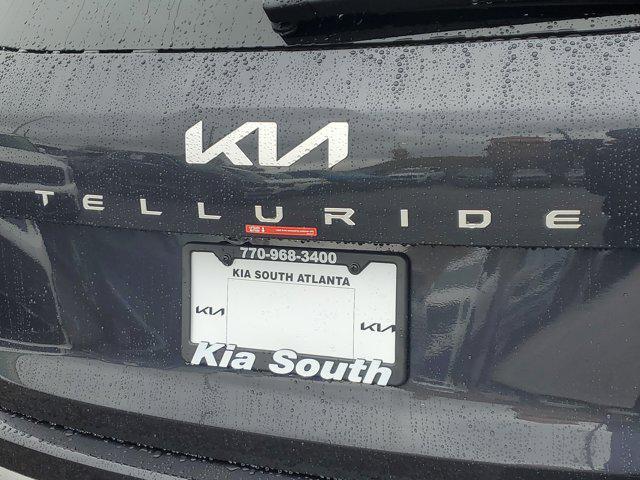 KIA
TELLURIDE
770-968-3400
KIA SOUTH ATLANTA
KIA
KIA
Kia South